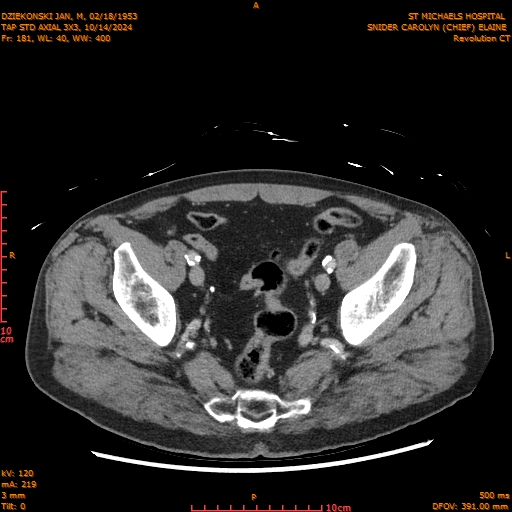 A
DZIEKONSKI JAN, M, 02/18/1953
TAP STD AXIAL 3X3, 10/14/2024
Fr: 181, WL: 40, WW: 400
ST MICHAELS HOSPITAL
SNIDER CAROLYN (CHIEF) ELAINE
Revolution CT
R
L
10
cm
kV: 120
mA: 219
3 mm
Tilt: 0
P
10cm
500 ms
DFOV: 391.00 mm